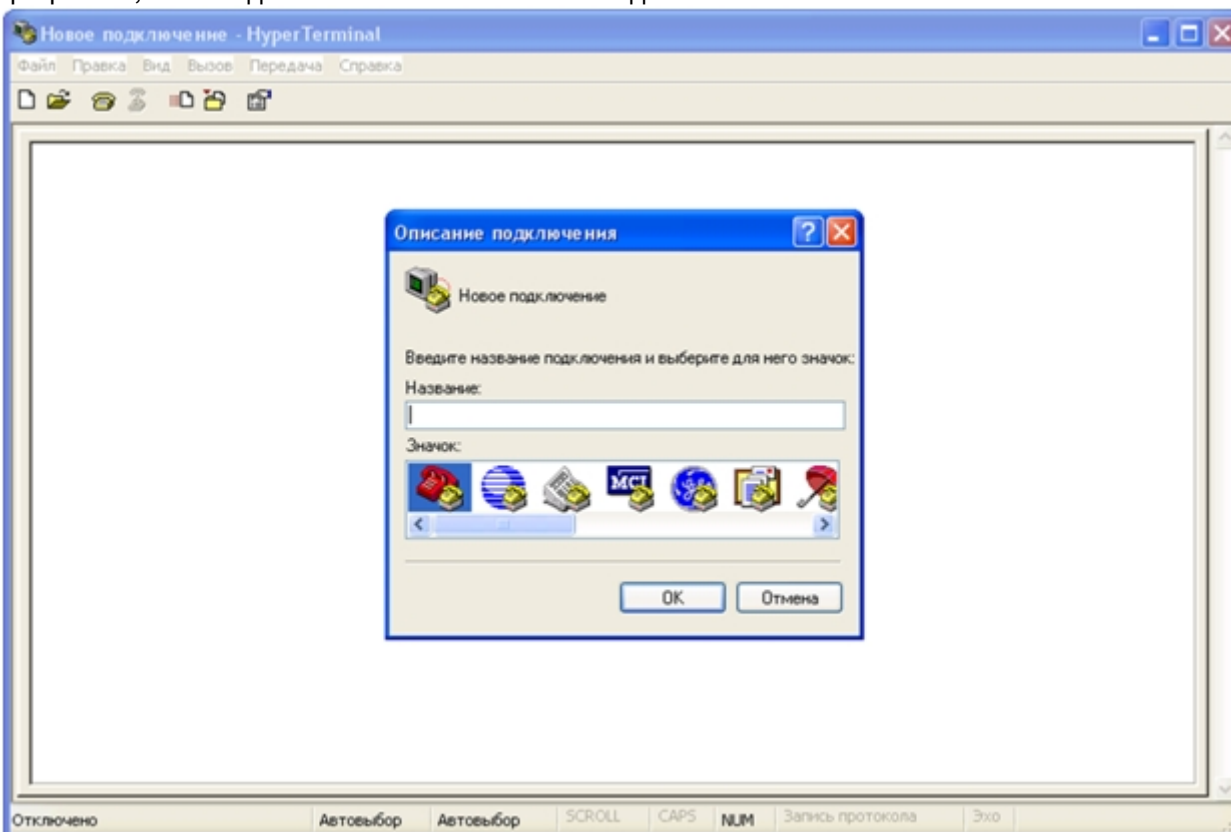 Новое подключение - HyperTerminal
Файл Правка Вид Вызов Передача Справка
Описание подключения
Новое подключение
Введите название подключения и выберите для него значок:
Название:
Значок:
MCI
OK Отмена
Отключено Автовыбор Автовыбор SCROLL CAPS NUM Запись протокола Эхо